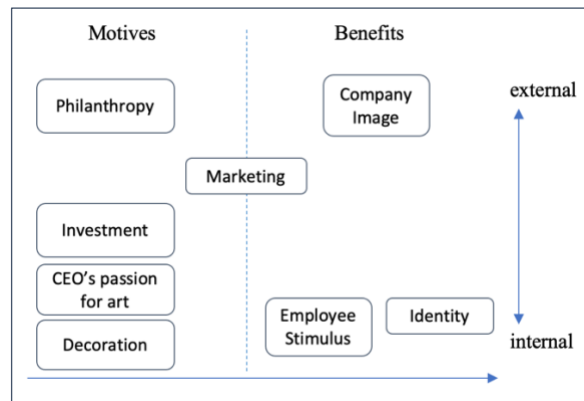 Motives
Benefits
Philanthropy
Company
Image
external
Marketing
Investment
CEO's passion
for art
Employee
Stimulus
Identity
Decoration
internal